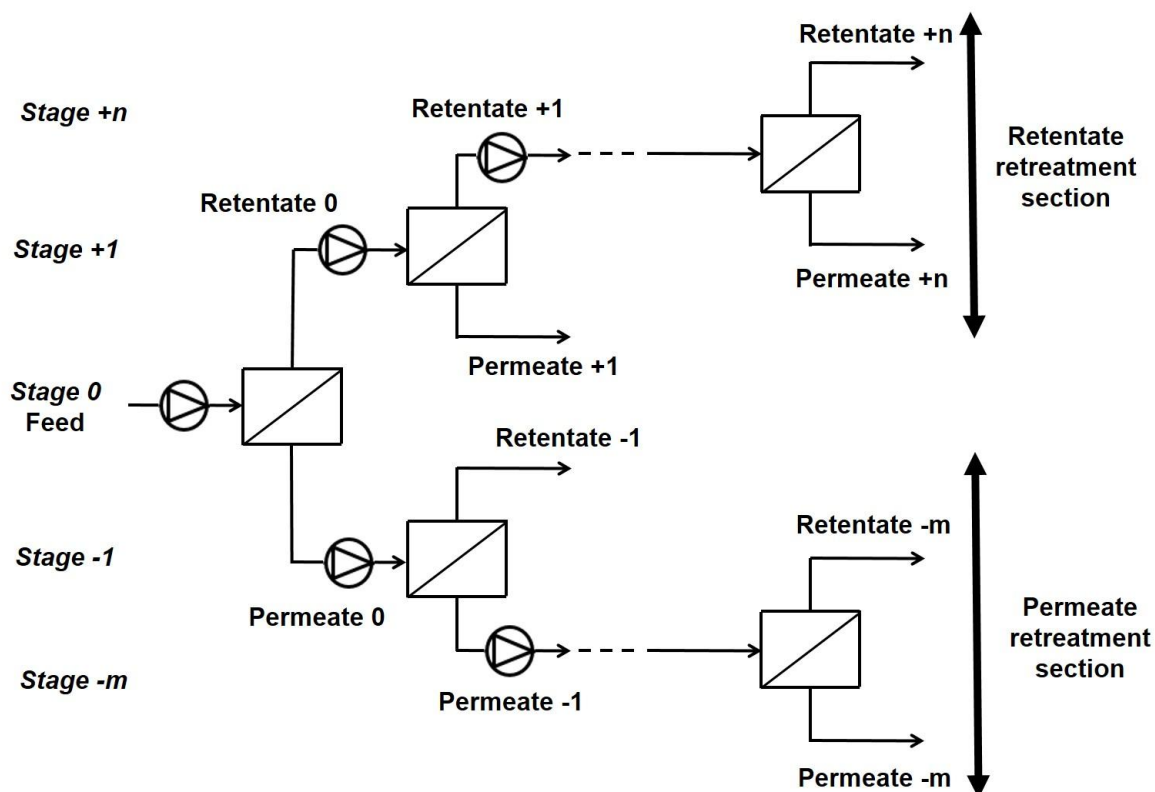 Retentate +n
Stage +n
Retentate +1
Retentate
retreatment
section
Retentate 0
Stage +1
Permeate +n
Permeate +1
Stage 0
Feed
Retentate -1
Retentate -m
Stage -1
Permeate 0
Permeate
retreatment
section
Stage -m
Permeate -1
Permeate -m